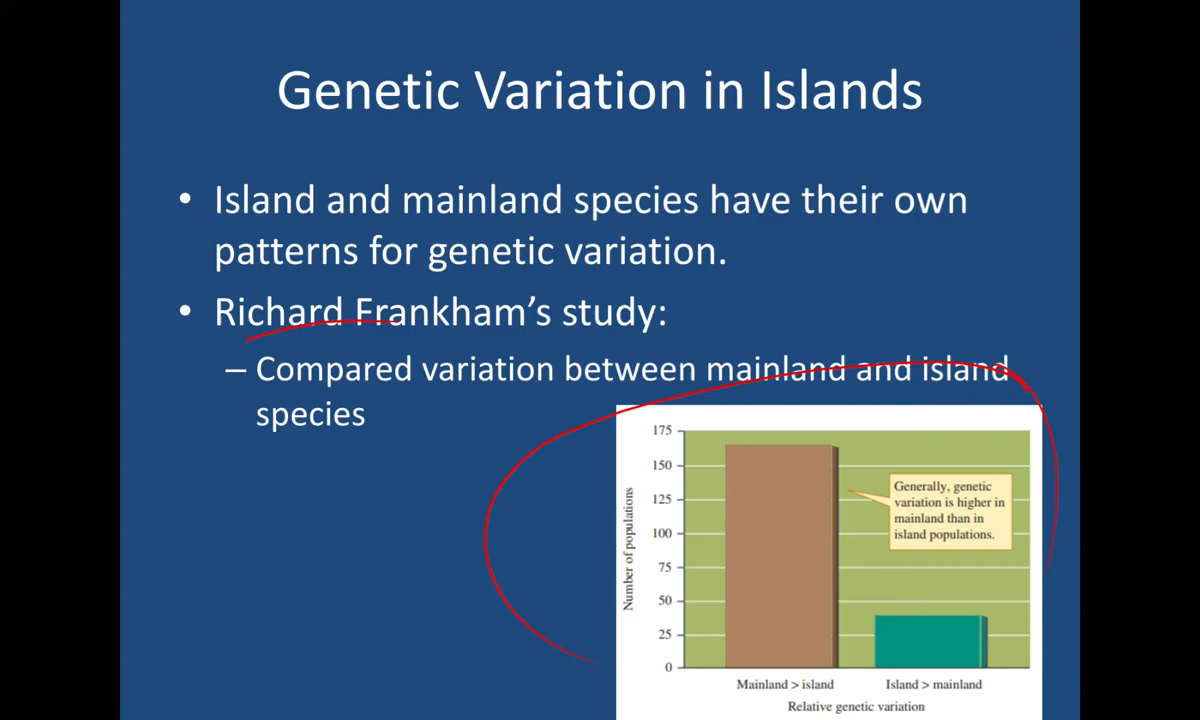 Genetic Variation in Islands
• Island and mainland species have their own
patterns for genetic variation.
• Richard Frankham's study:
– Compared variation between mainland and island
species
175
150
125
100
75
50
25
0
Number of populations
Generally, genetic
variation is higher in
mainland than in
island populations.
Mainland > island
Island > mainland
Relative genetic variation